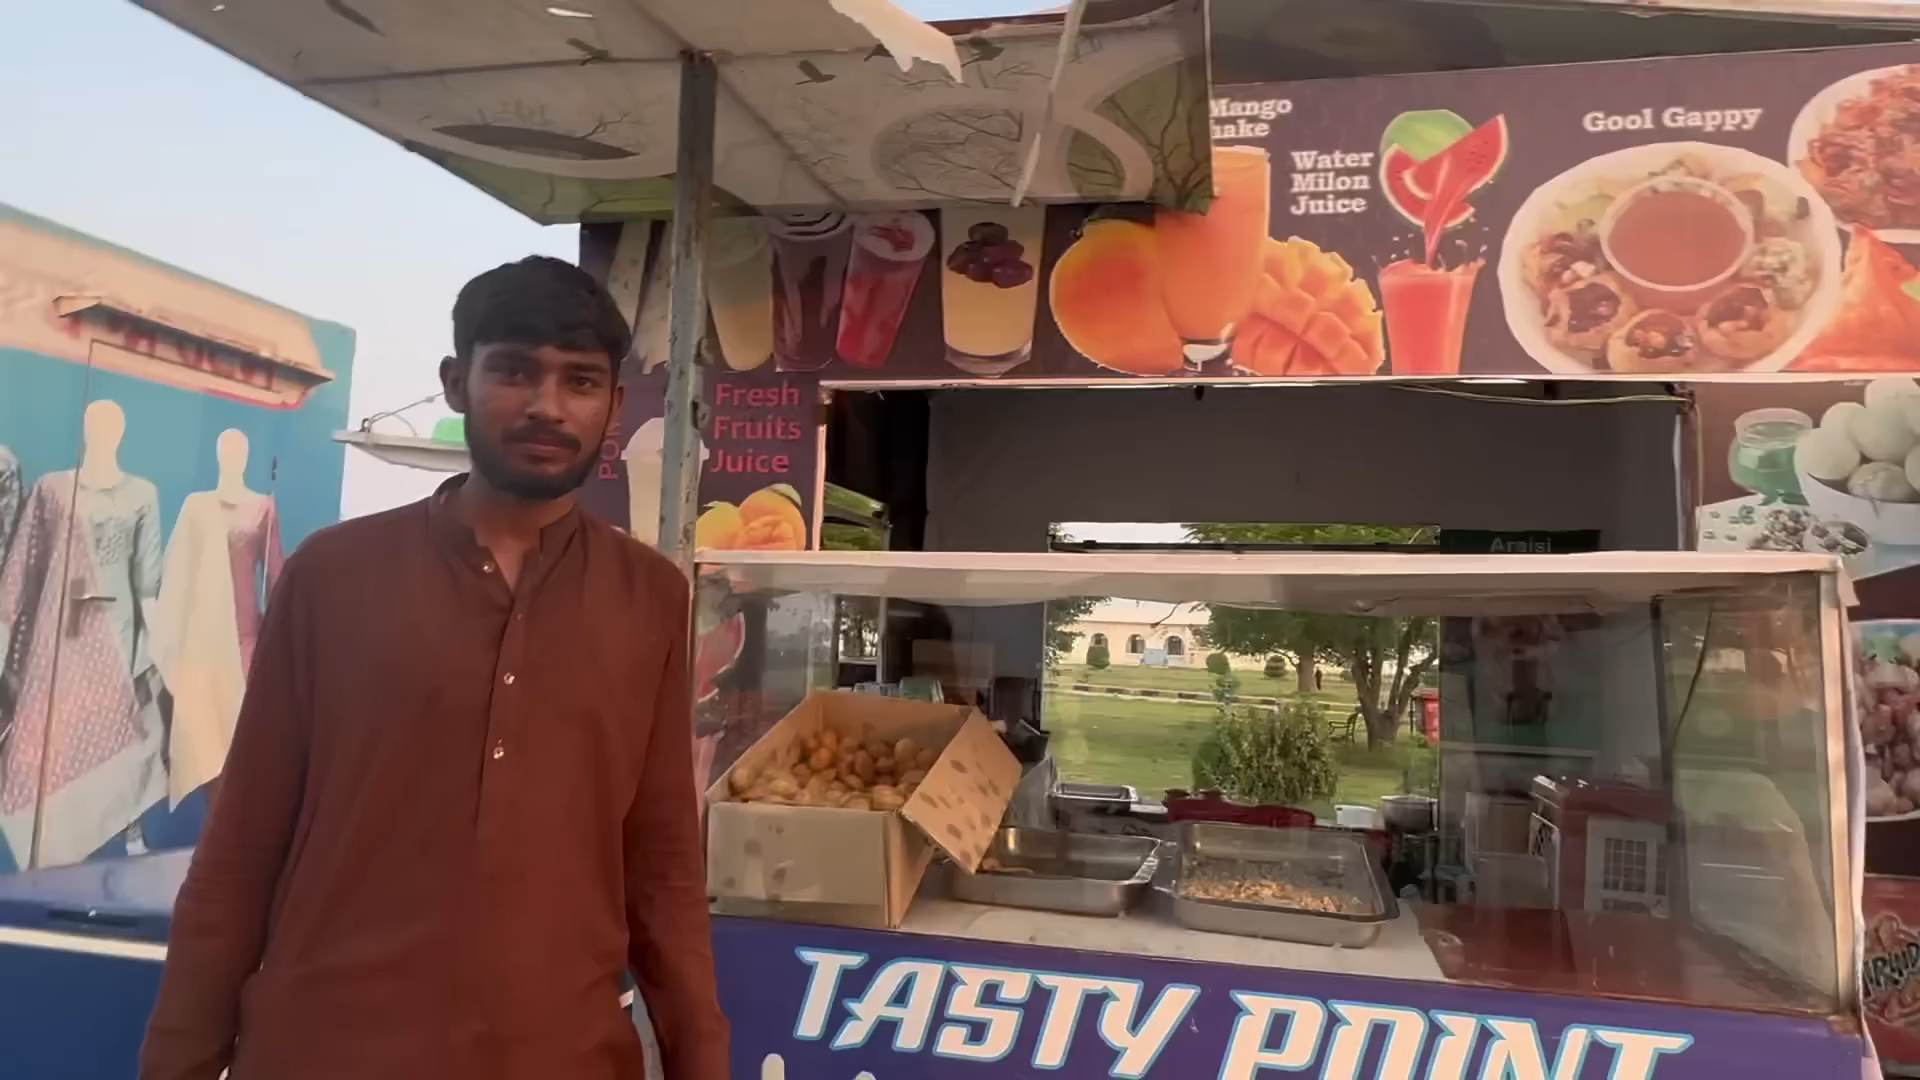 Mango
hake
Water
Milon
Juice
Gool Gappy
Fresh
Fruits
Juice
TASTY POINT